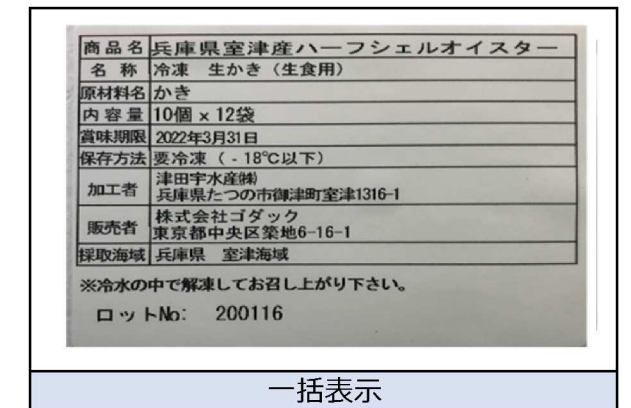 商品名 兵庫県室津産ハーフシェルオイスター
名称 冷凍 生かき(生食用)
原材料名 かき
内容量 10個 x 12袋
賞味期限 2022年3月31日
保存方法 要冷凍 ( - 18℃以下)
加工者 津田宇水産㈱
兵庫県たつの市御津町室津1316-1
販売者 株式会社ゴダック
東京都中央区築地6-16-1
採取海域 兵庫県 室津海域
※冷水の中で解凍してお召し上がり下さい。
ロットNo: 200116
一括表示